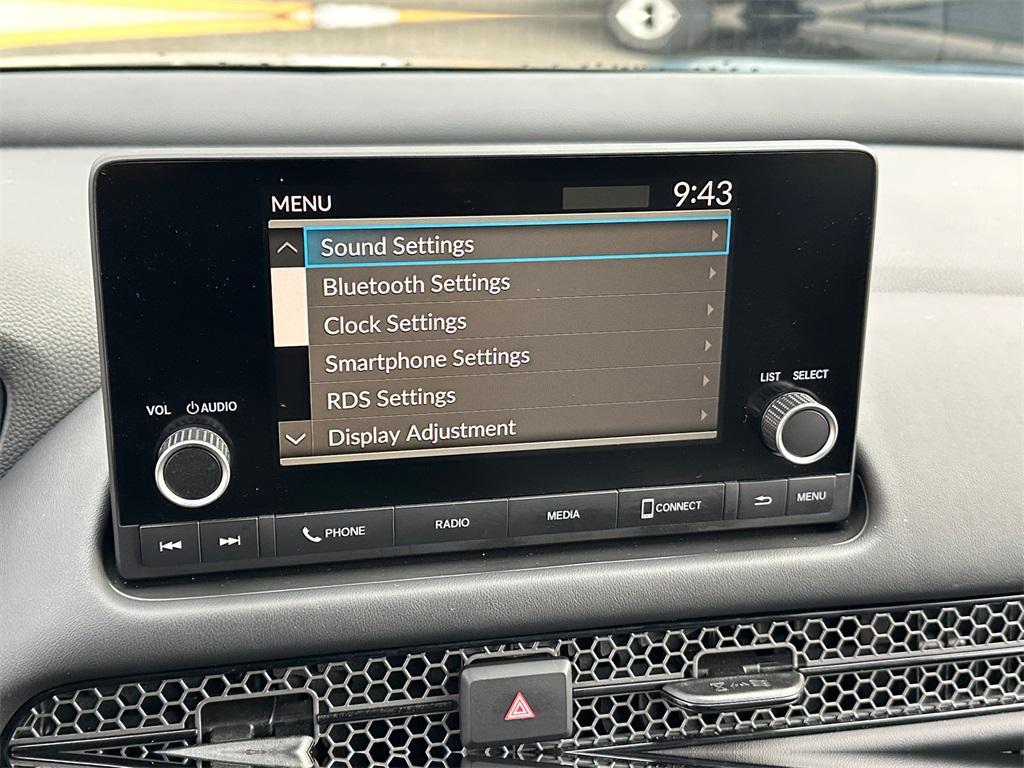 MENU 9:43
Sound Settings
Bluetooth Settings
Clock Settings
Smartphone Settings
RDS Settings
Display Adjustment
VOL AUDIO
LIST SELECT
PHONE RADIO MEDIA CONNECT MENU